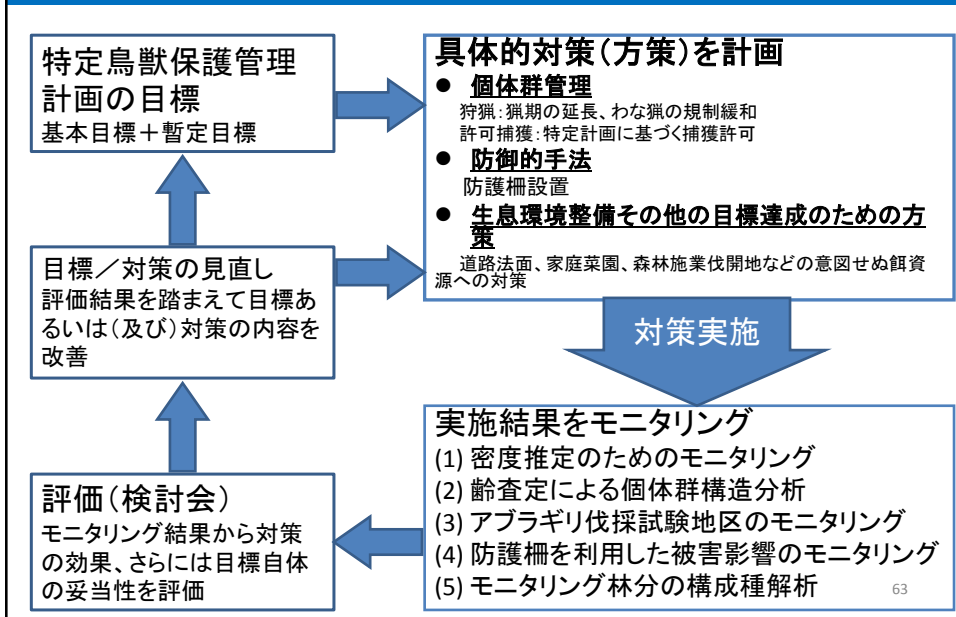 特定鳥獣保護管理
計画の目標
基本目標＋暫定目標
具体的対策(方策)を計画
● 個体群管理
狩猟:猟期の延長、わな猟の規制緩和
許可捕獲:特定計画に基づく捕獲許可
● 防御的手法
防護柵設置
● 生息環境整備その他の目標達成のための方
策
道路法面、家庭菜園、森林施業伐開地などの意図せぬ餌資
源への対策
目標／対策の見直し
評価結果を踏まえて目標あ
るいは(及び)対策の内容を
改善
対策実施
実施結果をモニタリング
(1) 密度推定のためのモニタリング
(2) 齢査定による個体群構造分析
(3) アブラギリ伐採試験地区のモニタリング
(4) 防護柵を利用した被害影響のモニタリング
(5) モニタリング林分の構成種解析
評価(検討会)
モニタリング結果から対策
の効果、さらには目標自体
の妥当性を評価
63